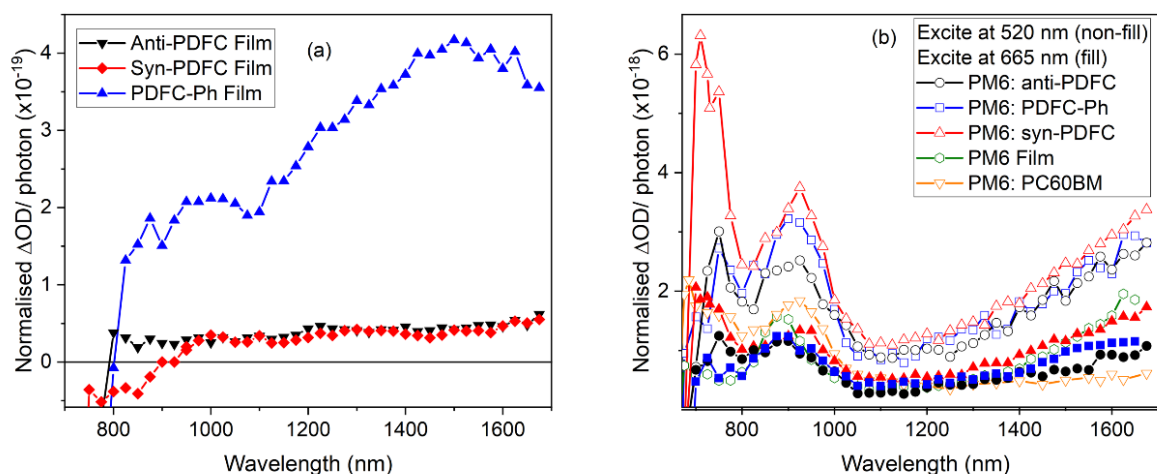 (a)
Anti-PDFC Film
Syn-PDFC Film
PDFC-Ph Film
Normalised ΔOD/ photon (x10⁻¹⁹)
4
3
2
1
0
800 1000 1200 1400 1600
Wavelength (nm)
(b)
Excite at 520 nm (non-fill)
Excite at 665 nm (fill)
PM6: anti-PDFC
PM6: PDFC-Ph
PM6: syn-PDFC
PM6 Film
PM6: PC60BM
Normalised ΔOD/ photon (x10⁻¹⁸)
6
4
2
800 1000 1200 1400 1600
Wavelength (nm)